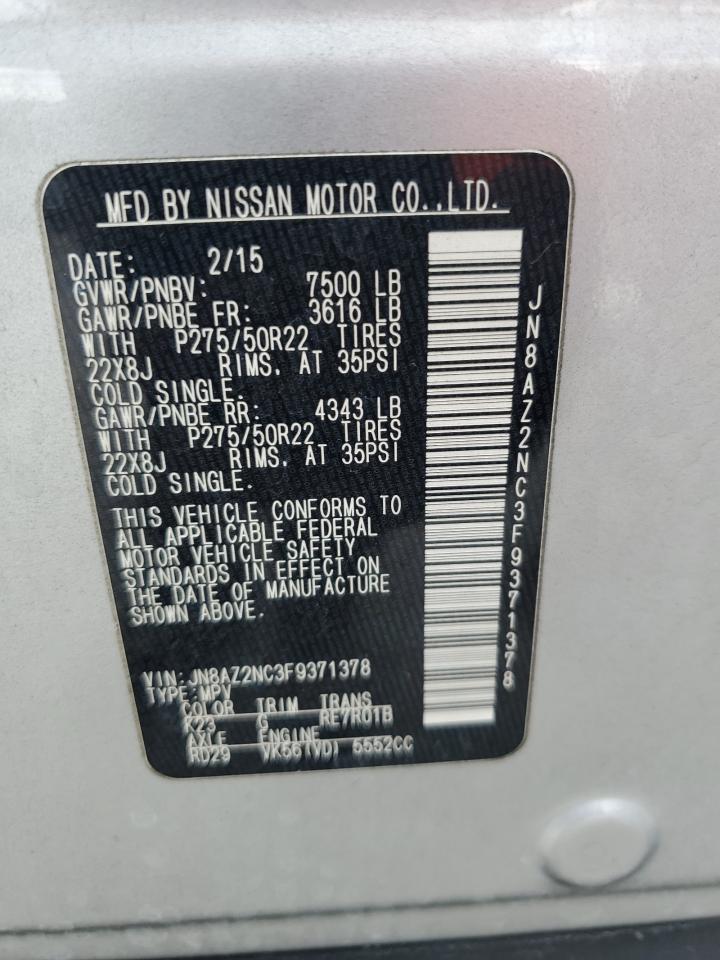 MFD BY NISSAN MOTOR CO.,LTD.
DATE: 2/15
GVWR/PNBV: 7500 LB
GAWR/PNBE FR: 3616 LB
WITH P275/50R22 TIRES
22X8J RIMS, AT 35PSI
COLD SINGLE.
GAWR/PNBE RR: 4343 LB
WITH P275/50R22 TIRES
22X8J RIMS, AT 35PSI
COLD SINGLE.
THIS VEHICLE CONFORMS TO
ALL APPLICABLE FEDERAL
MOTOR VEHICLE SAFETY
STANDARDS IN EFFECT ON
THE DATE OF MANUFACTURE
SHOWN ABOVE.
VIN:JN8AZ2NC3F9371378
TYPE:MPV
COLOR TRIM TRANS
K23 G RE7R01B
AXLE ENGINE
RD29 VK56(VD) 5552CC
JN8AZ2NC3F9371378